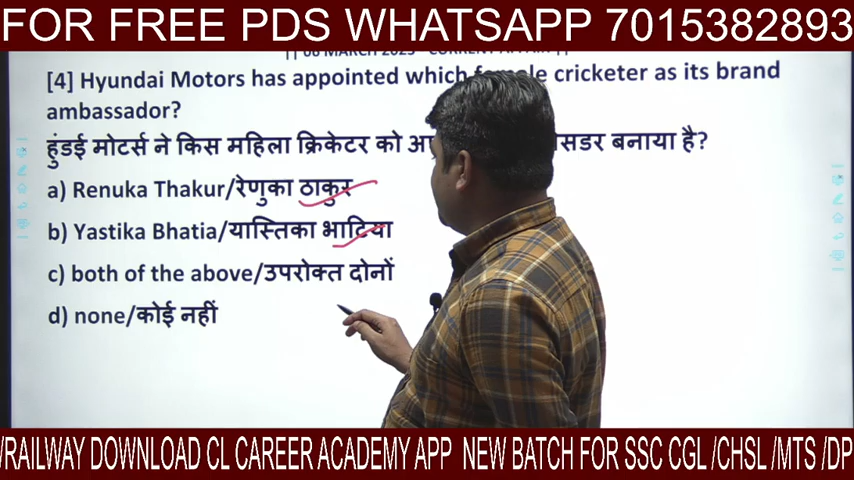 FOR FREE PDS WHATSAPP 7015382893
[4] Hyundai Motors has appointed which female cricketer as its brand
ambassador?
हुंडई मोटर्स ने किस महिला क्रिकेटर को सडर बनाया है?
a) Renuka Thakur/रेणुका ठाकुर
b) Yastika Bhatia/यास्तिका भाटिया
c) both of the above/उपरोक्त दोनों
d) none/कोई नहीं
/RAILWAY DOWNLOAD CL CAREER ACADEMY APP NEW BATCH FOR SSC CGL /CHSL /MTS /DP